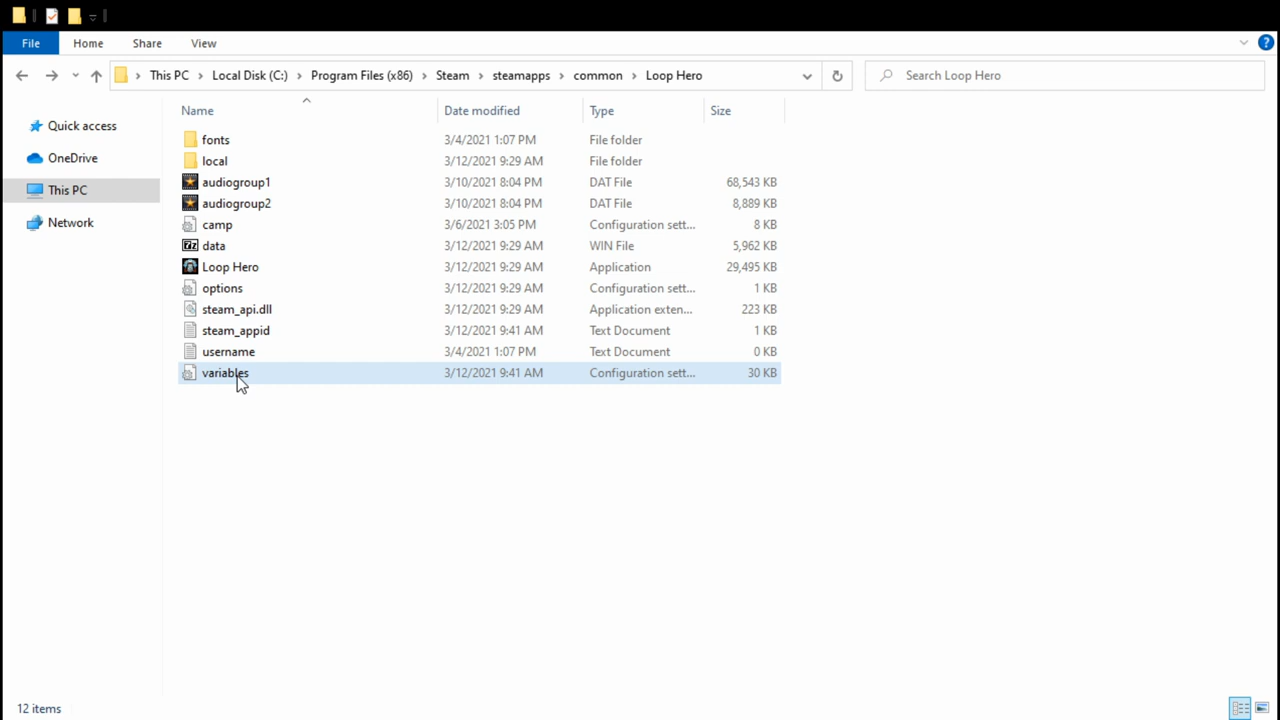 File Home Share View
This PC Local Disk (C:) Program Files (x86) Steam steamapps common Loop Hero Search Loop Hero
Name Date modified Type Size
Quick access
OneDrive
This PC
Network
fonts 3/4/2021 1:07 PM File folder
local 3/12/2021 9:29 AM File folder
audiogroup1 3/10/2021 8:04 PM DAT File 68,543 KB
audiogroup2 3/10/2021 8:04 PM DAT File 8,889 KB
camp 3/6/2021 3:05 PM Configuration sett... 8 KB
data 3/12/2021 9:29 AM WIN File 5,962 KB
Loop Hero 3/12/2021 9:29 AM Application 29,495 KB
options 3/12/2021 9:29 AM Configuration sett... 1 KB
steam_api.dll 3/12/2021 9:29 AM Application exten... 223 KB
steam_appid 3/12/2021 9:41 AM Text Document 1 KB
username 3/4/2021 1:07 PM Text Document 0 KB
variables 3/12/2021 9:41 AM Configuration sett... 30 KB
12 items